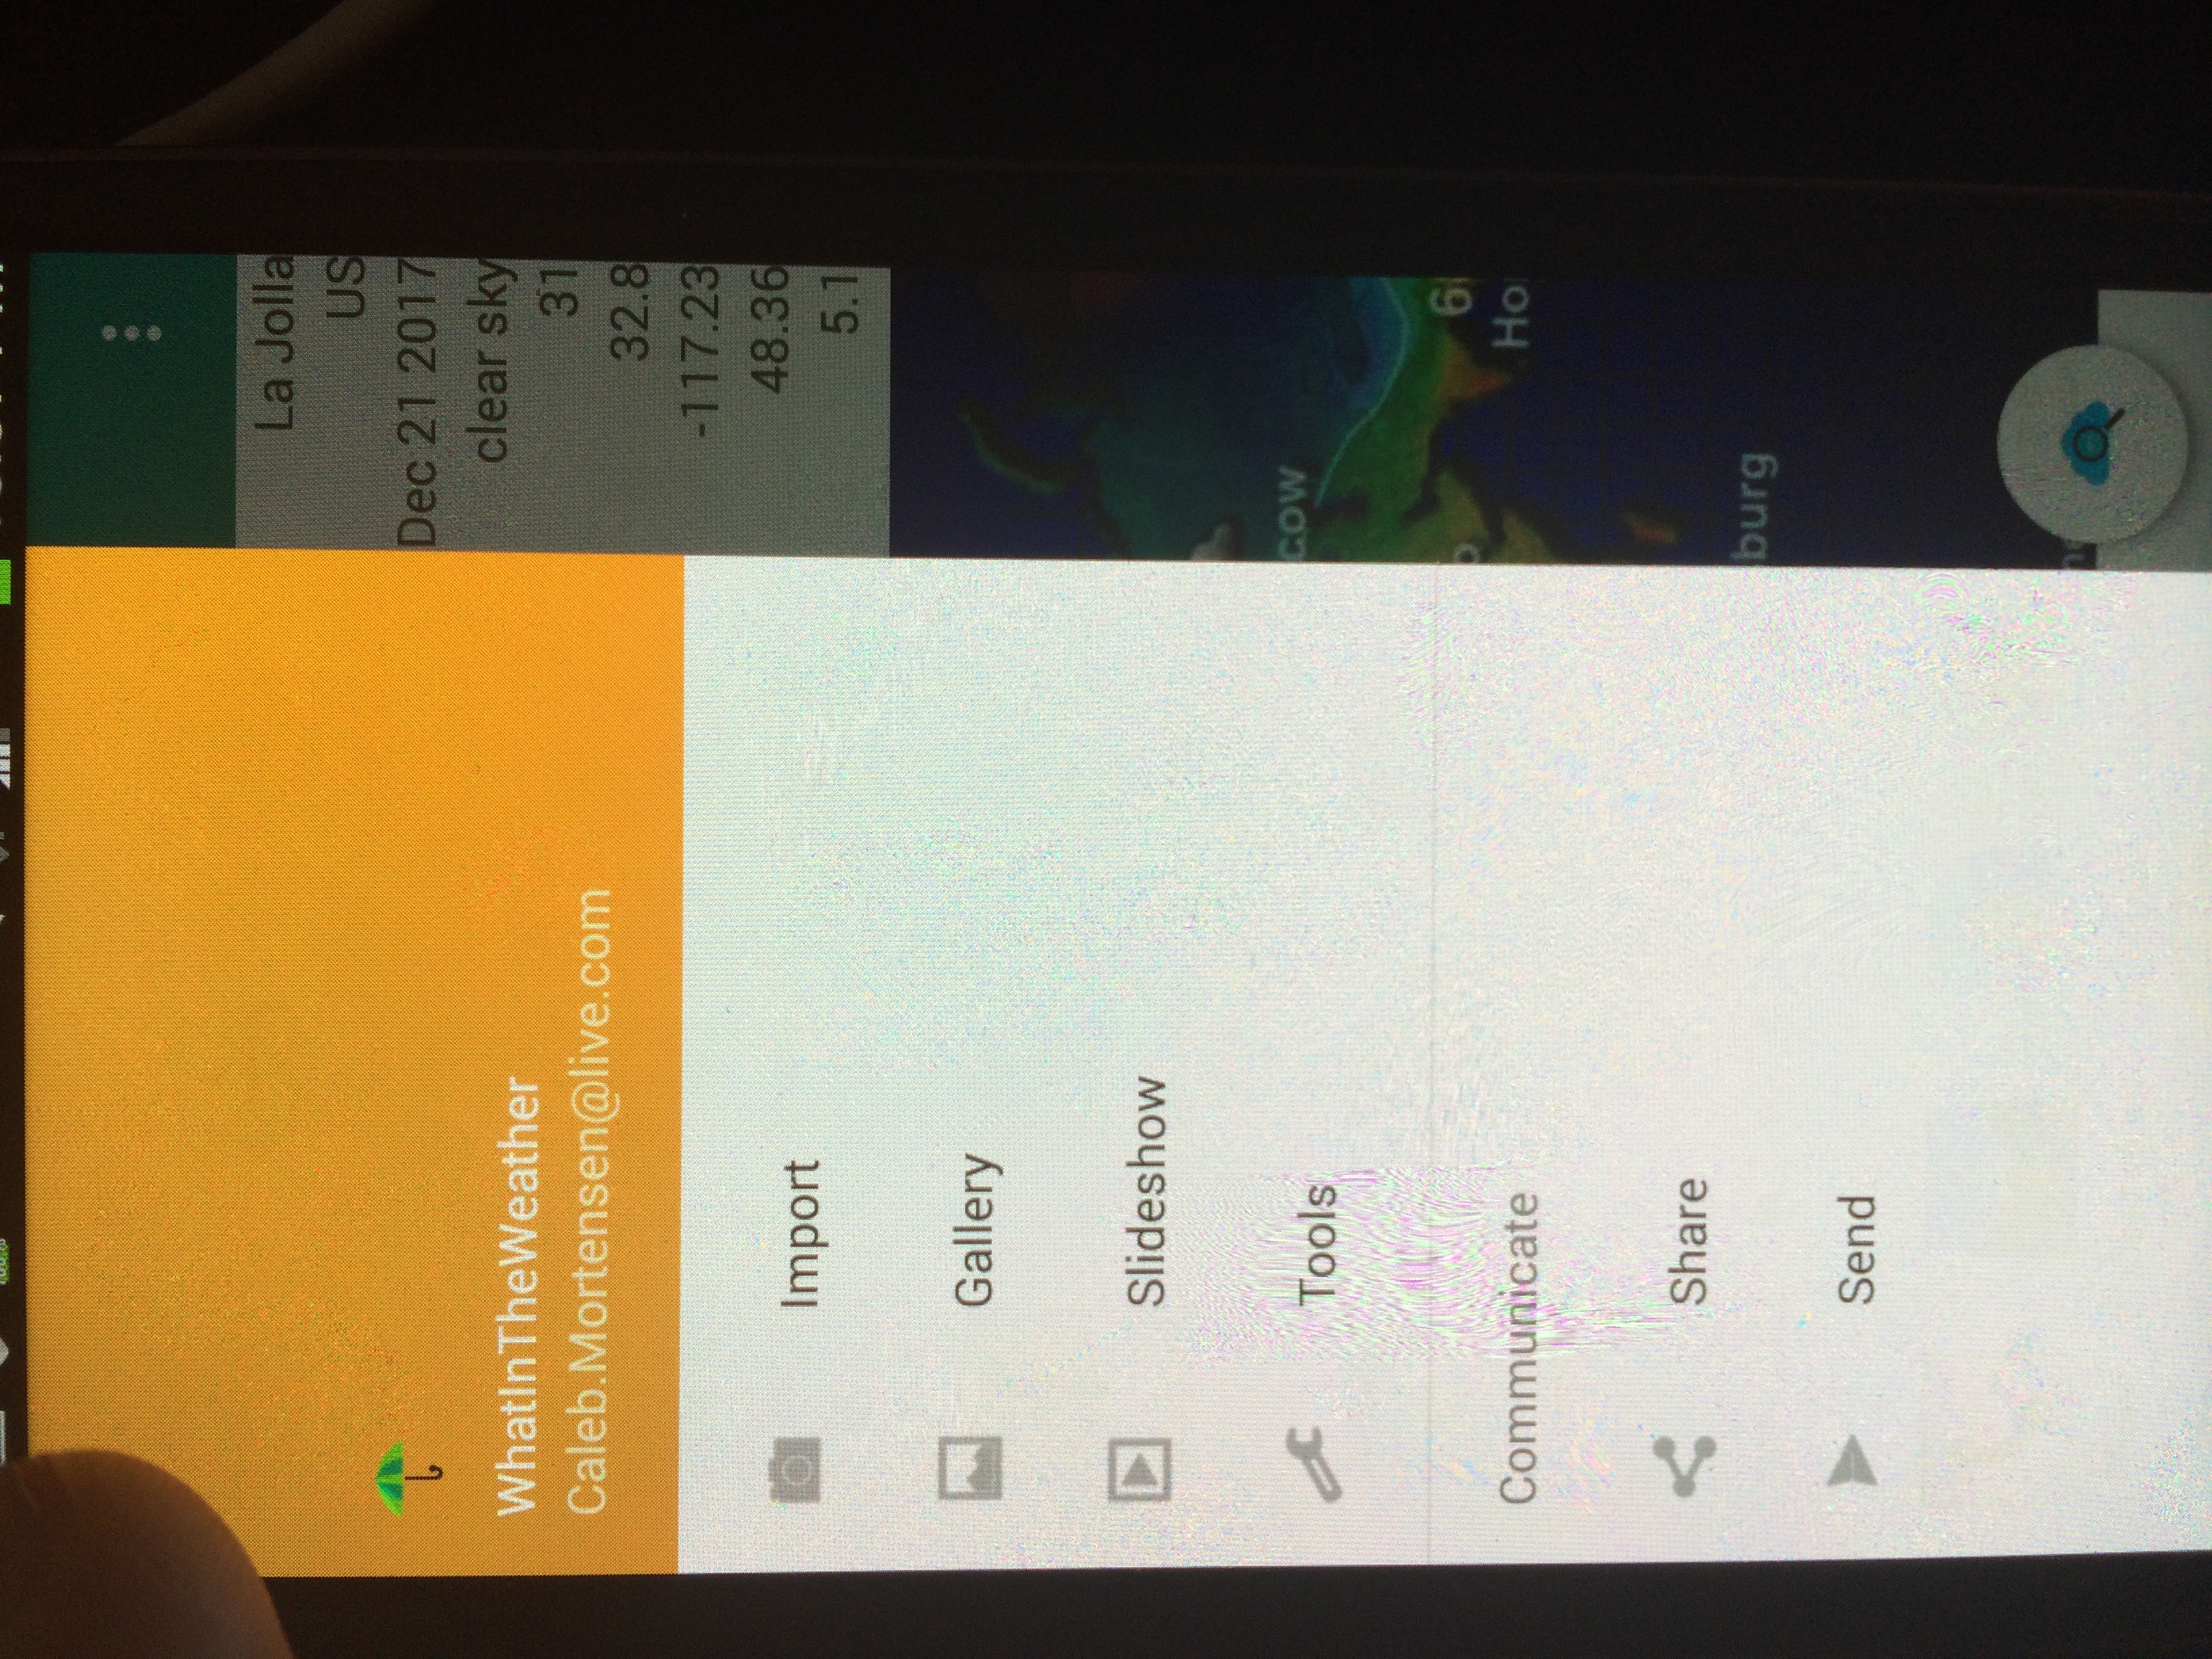 WhatInTheWeather
Caleb.Mortensen@live.com
Import
Gallery
Slideshow
Tools
Communicate
Share
Send
La Jolla
US
Dec 21 2017
clear sky
31
32.8
-117.23
48.36
5.1
cow
o
6
Ho
burg